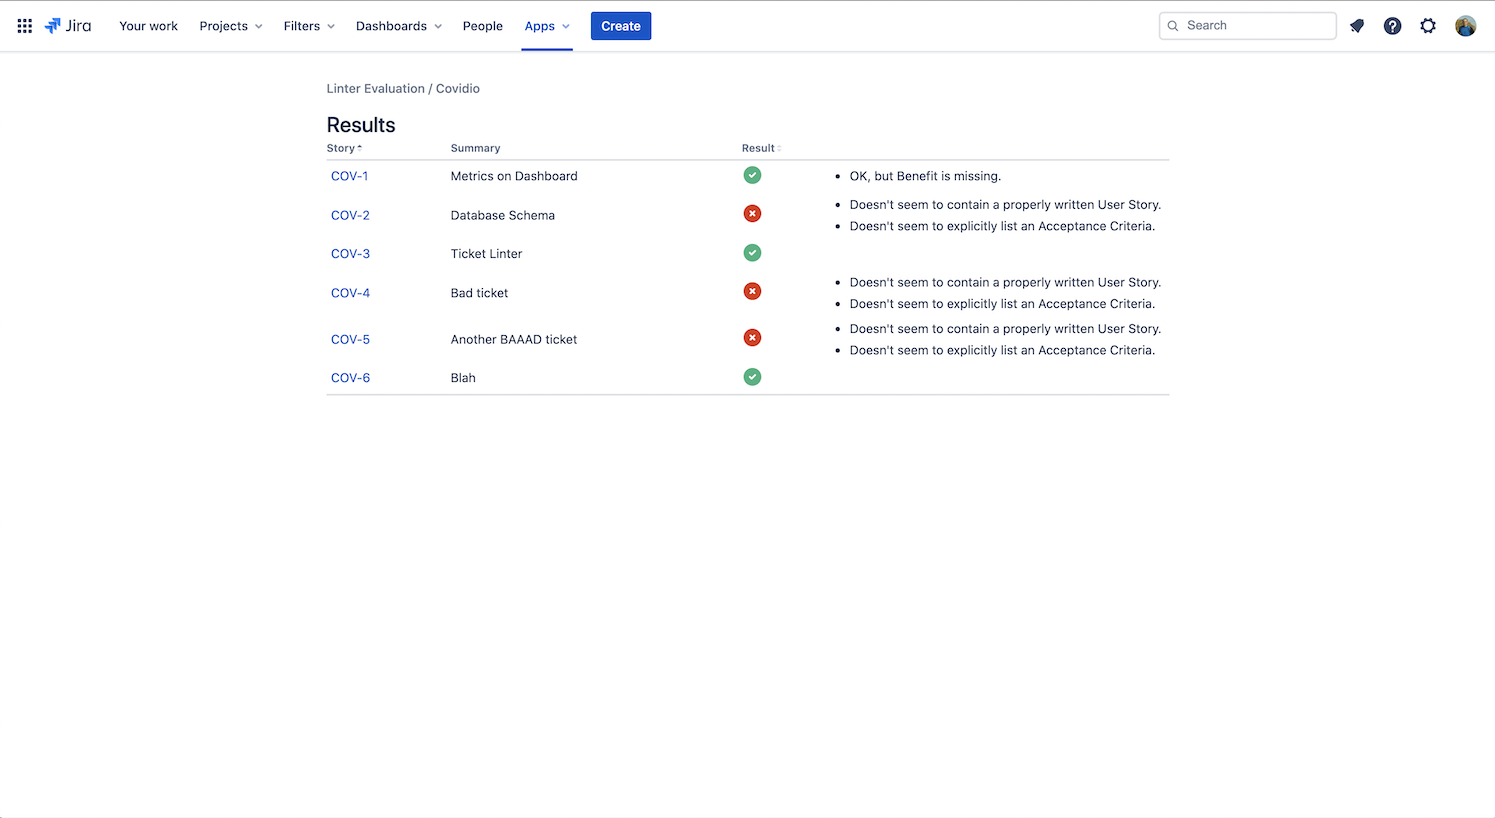 Jira Your work Projects Filters Dashboards People Apps Create Search
Linter Evaluation / Covidio
Results
Story Summary Result
COV-1 Metrics on Dashboard OK, but Benefit is missing.
COV-2 Database Schema Doesn't seem to contain a properly written User Story.
Doesn't seem to explicitly list an Acceptance Criteria.
COV-3 Ticket Linter
COV-4 Bad ticket Doesn't seem to contain a properly written User Story.
Doesn't seem to explicitly list an Acceptance Criteria.
COV-5 Another BAAAD ticket Doesn't seem to contain a properly written User Story.
Doesn't seem to explicitly list an Acceptance Criteria.
COV-6 Blah